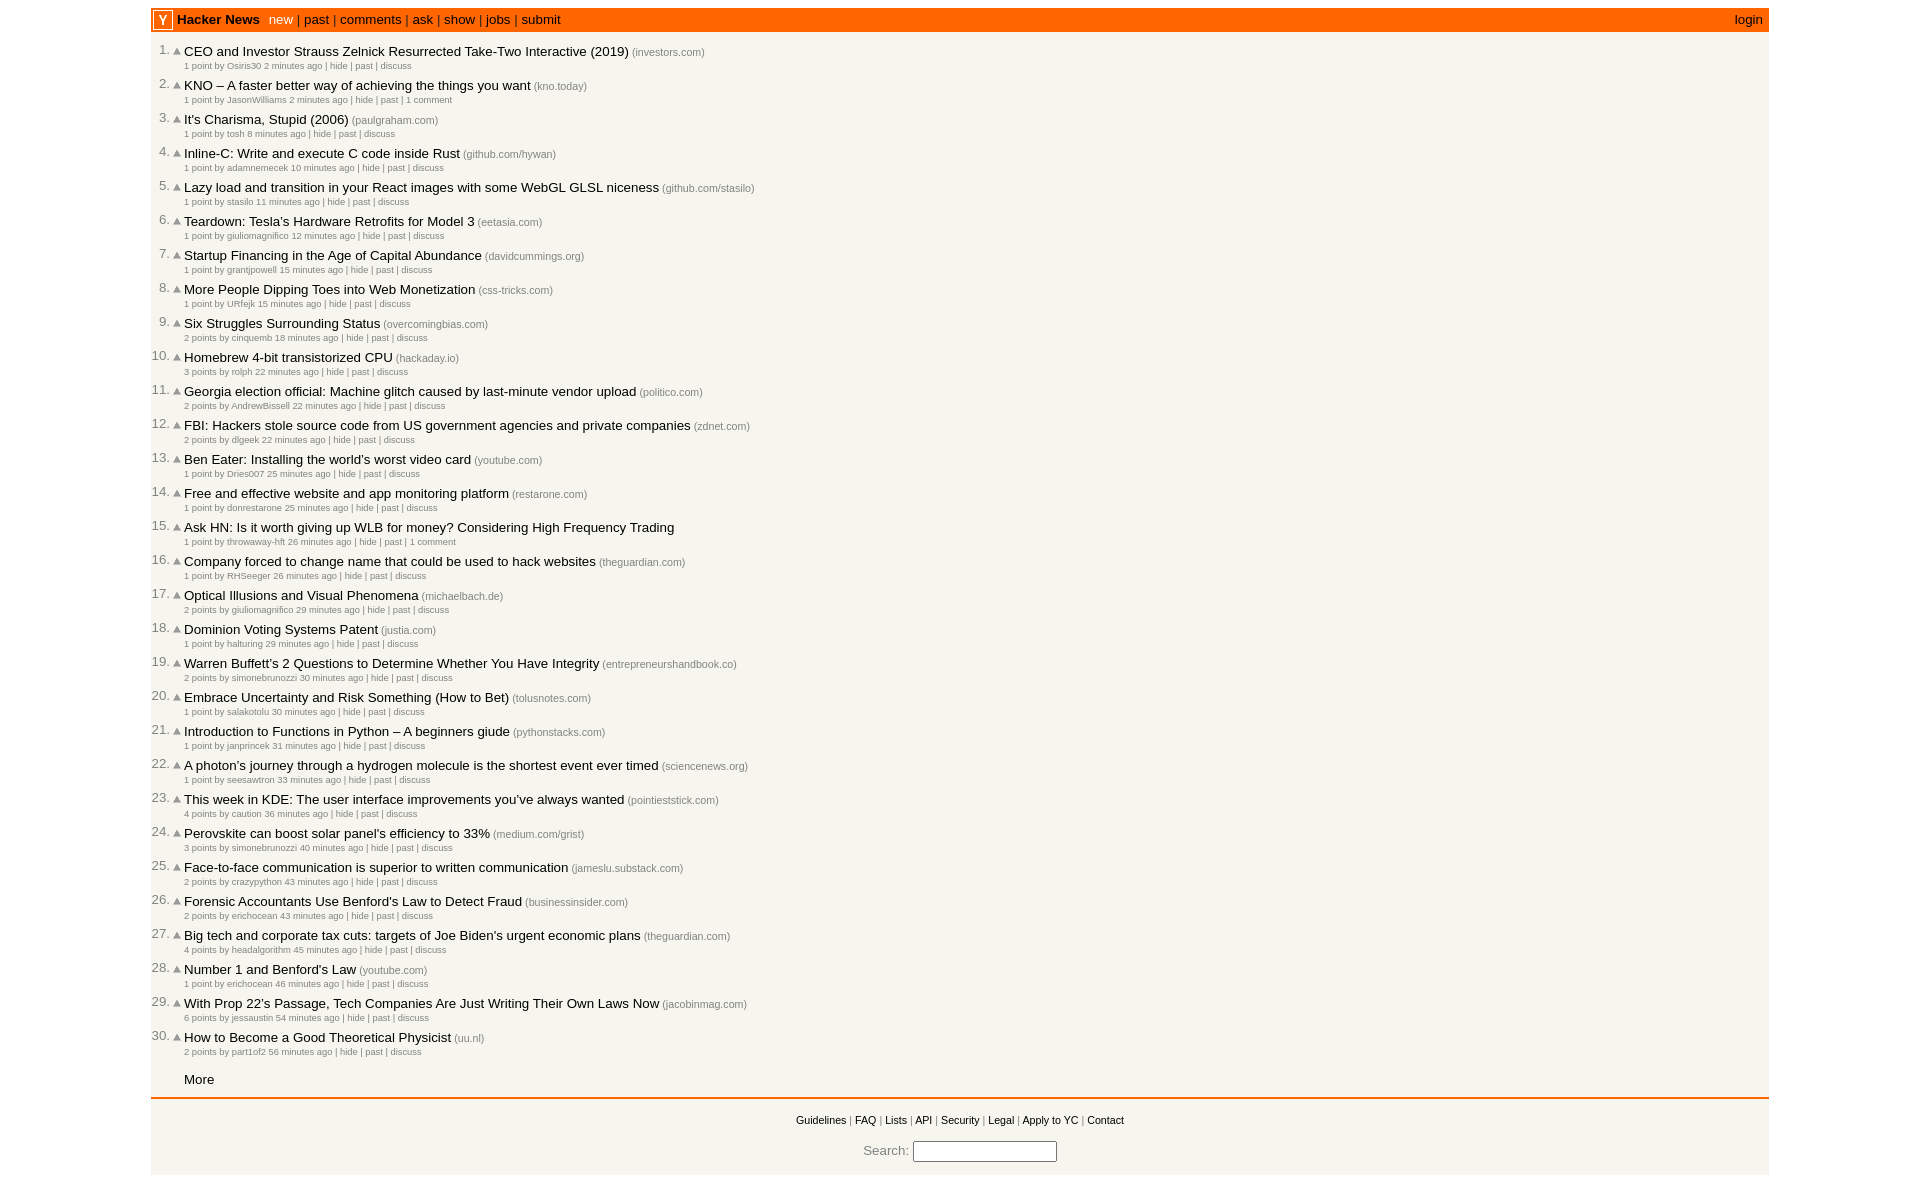 Y Hacker News new | past | comments | ask | show | jobs | submit login
1. CEO and Investor Strauss Zelnick Resurrected Take-Two Interactive (2019) (investors.com)
1 point by Osiris30 2 minutes ago | hide | past | discuss
2. KNO – A faster better way of achieving the things you want (kno.today)
1 point by JasonWilliams 2 minutes ago | hide | past | 1 comment
3. It's Charisma, Stupid (2006) (paulgraham.com)
1 point by tosh 8 minutes ago | hide | past | discuss
4. Inline-C: Write and execute C code inside Rust (github.com/hywan)
1 point by adamnemecek 10 minutes ago | hide | past | discuss
5. Lazy load and transition in your React images with some WebGL GLSL niceness (github.com/stasilo)
1 point by stasilo 11 minutes ago | hide | past | discuss
6. Teardown: Tesla's Hardware Retrofits for Model 3 (eetasia.com)
1 point by giuliomagnifico 12 minutes ago | hide | past | discuss
7. Startup Financing in the Age of Capital Abundance (davidcummings.org)
1 point by grantjpowell 15 minutes ago | hide | past | discuss
8. More People Dipping Toes into Web Monetization (css-tricks.com)
1 point by URfejk 15 minutes ago | hide | past | discuss
9. Six Struggles Surrounding Status (overcomingbias.com)
2 points by cinquemb 18 minutes ago | hide | past | discuss
10. Homebrew 4-bit transistorized CPU (hackaday.io)
3 points by rolph 22 minutes ago | hide | past | discuss
11. Georgia election official: Machine glitch caused by last-minute vendor upload (politico.com)
2 points by AndrewBissell 22 minutes ago | hide | past | discuss
12. FBI: Hackers stole source code from US government agencies and private companies (zdnet.com)
2 points by dlgeek 22 minutes ago | hide | past | discuss
13. Ben Eater: Installing the world's worst video card (youtube.com)
1 point by Dries007 25 minutes ago | hide | past | discuss
14. Free and effective website and app monitoring platform (restarone.com)
1 point by donrestarone 25 minutes ago | hide | past | discuss
15. Ask HN: Is it worth giving up WLB for money? Considering High Frequency Trading
1 point by throwaway-hft 26 minutes ago | hide | past | 1 comment
16. Company forced to change name that could be used to hack websites (theguardian.com)
1 point by RHSeeger 26 minutes ago | hide | past | discuss
17. Optical Illusions and Visual Phenomena (michaelbach.de)
2 points by giuliomagnifico 29 minutes ago | hide | past | discuss
18. Dominion Voting Systems Patent (justia.com)
1 point by halturing 29 minutes ago | hide | past | discuss
19. Warren Buffett's 2 Questions to Determine Whether You Have Integrity (entrepreneurshandbook.co)
2 points by simonebrunozzi 30 minutes ago | hide | past | discuss
20. Embrace Uncertainty and Risk Something (How to Bet) (tolusnotes.com)
1 point by salakotolu 30 minutes ago | hide | past | discuss
21. Introduction to Functions in Python – A beginners giude (pythonstacks.com)
1 point by janprincek 31 minutes ago | hide | past | discuss
22. A photon's journey through a hydrogen molecule is the shortest event ever timed (sciencenews.org)
1 point by seesawtron 33 minutes ago | hide | past | discuss
23. This week in KDE: The user interface improvements you've always wanted (pointieststick.com)
4 points by caution 36 minutes ago | hide | past | discuss
24. Perovskite can boost solar panel's efficiency to 33% (medium.com/grist)
3 points by simonebrunozzi 40 minutes ago | hide | past | discuss
25. Face-to-face communication is superior to written communication (jameslu.substack.com)
2 points by crazypython 43 minutes ago | hide | past | discuss
26. Forensic Accountants Use Benford's Law to Detect Fraud (businessinsider.com)
2 points by erichocean 43 minutes ago | hide | past | discuss
27. Big tech and corporate tax cuts: targets of Joe Biden's urgent economic plans (theguardian.com)
4 points by headalgorithm 45 minutes ago | hide | past | discuss
28. Number 1 and Benford's Law (youtube.com)
1 point by erichocean 46 minutes ago | hide | past | discuss
29. With Prop 22's Passage, Tech Companies Are Just Writing Their Own Laws Now (jacobinmag.com)
6 points by jessaustin 54 minutes ago | hide | past | discuss
30. How to Become a Good Theoretical Physicist (uu.nl)
2 points by part1of2 56 minutes ago | hide | past | discuss
More
Guidelines | FAQ | Lists | API | Security | Legal | Apply to YC | Contact
Search: